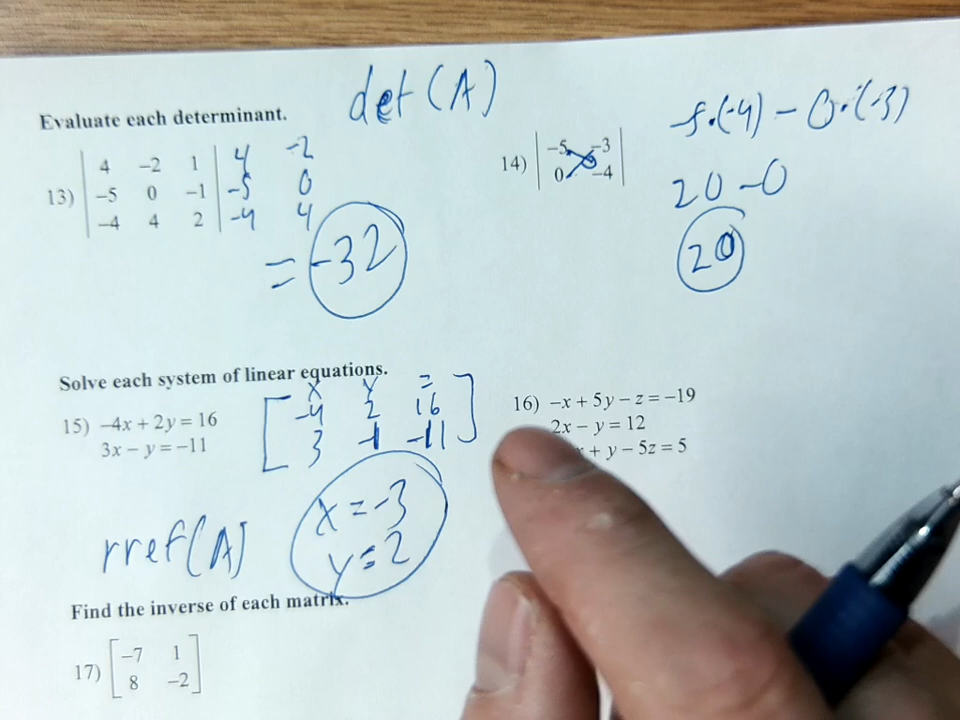 det(A)
Evaluate each determinant.
13) | 4 −2 1 | 4 -2
−5 0 −1 -5 0
−4 4 2 -4 4
= -32
14) | −5 −3 |
0 −4
-5·(-4) - 0·(-3)
20 - 0
20
Solve each system of linear equations.
15) −4x + 2y = 16
3x − y = −11
x y =
-4 2 16
3 -1 -11
rref(A)
x = -3
y = 2
16) −x + 5y − z = −19
2x − y = 12
+ y − 5z = 5
Find the inverse of each matrix.
17) [ −7 1 ]
8 −2